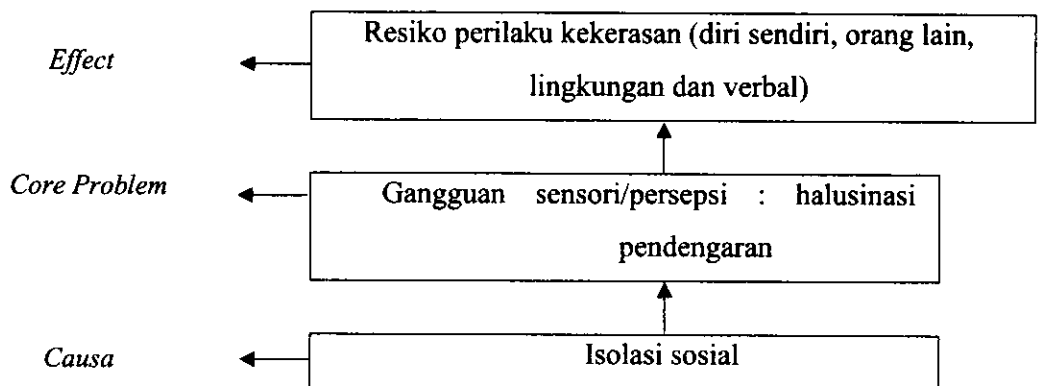 Effect
Resiko perilaku kekerasan (diri sendiri, orang lain,
lingkungan dan verbal)
Core Problem
Gangguan sensori/persepsi : halusinasi
pendengaran
Causa
Isolasi sosial